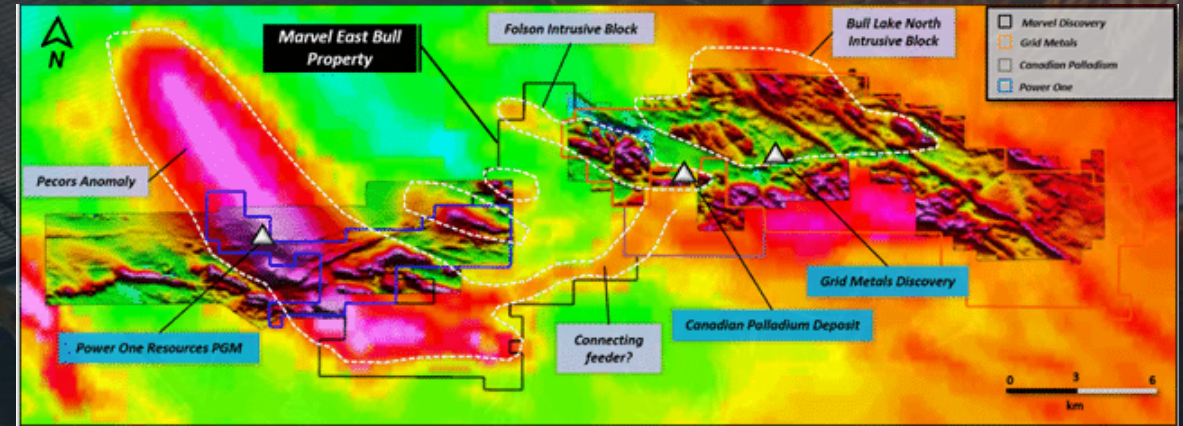 N
Marvel East Bull
Property
Folson Intrusive Block
Bull Lake North
Intrusive Block
Marvel Discovery
Grid Metals
Canadian Palladium
Power One
Pecors Anomaly
Grid Metals Discovery
Canadian Palladium Deposit
Connecting
feeder?
. Power One Resources PGM
0 3 6
km